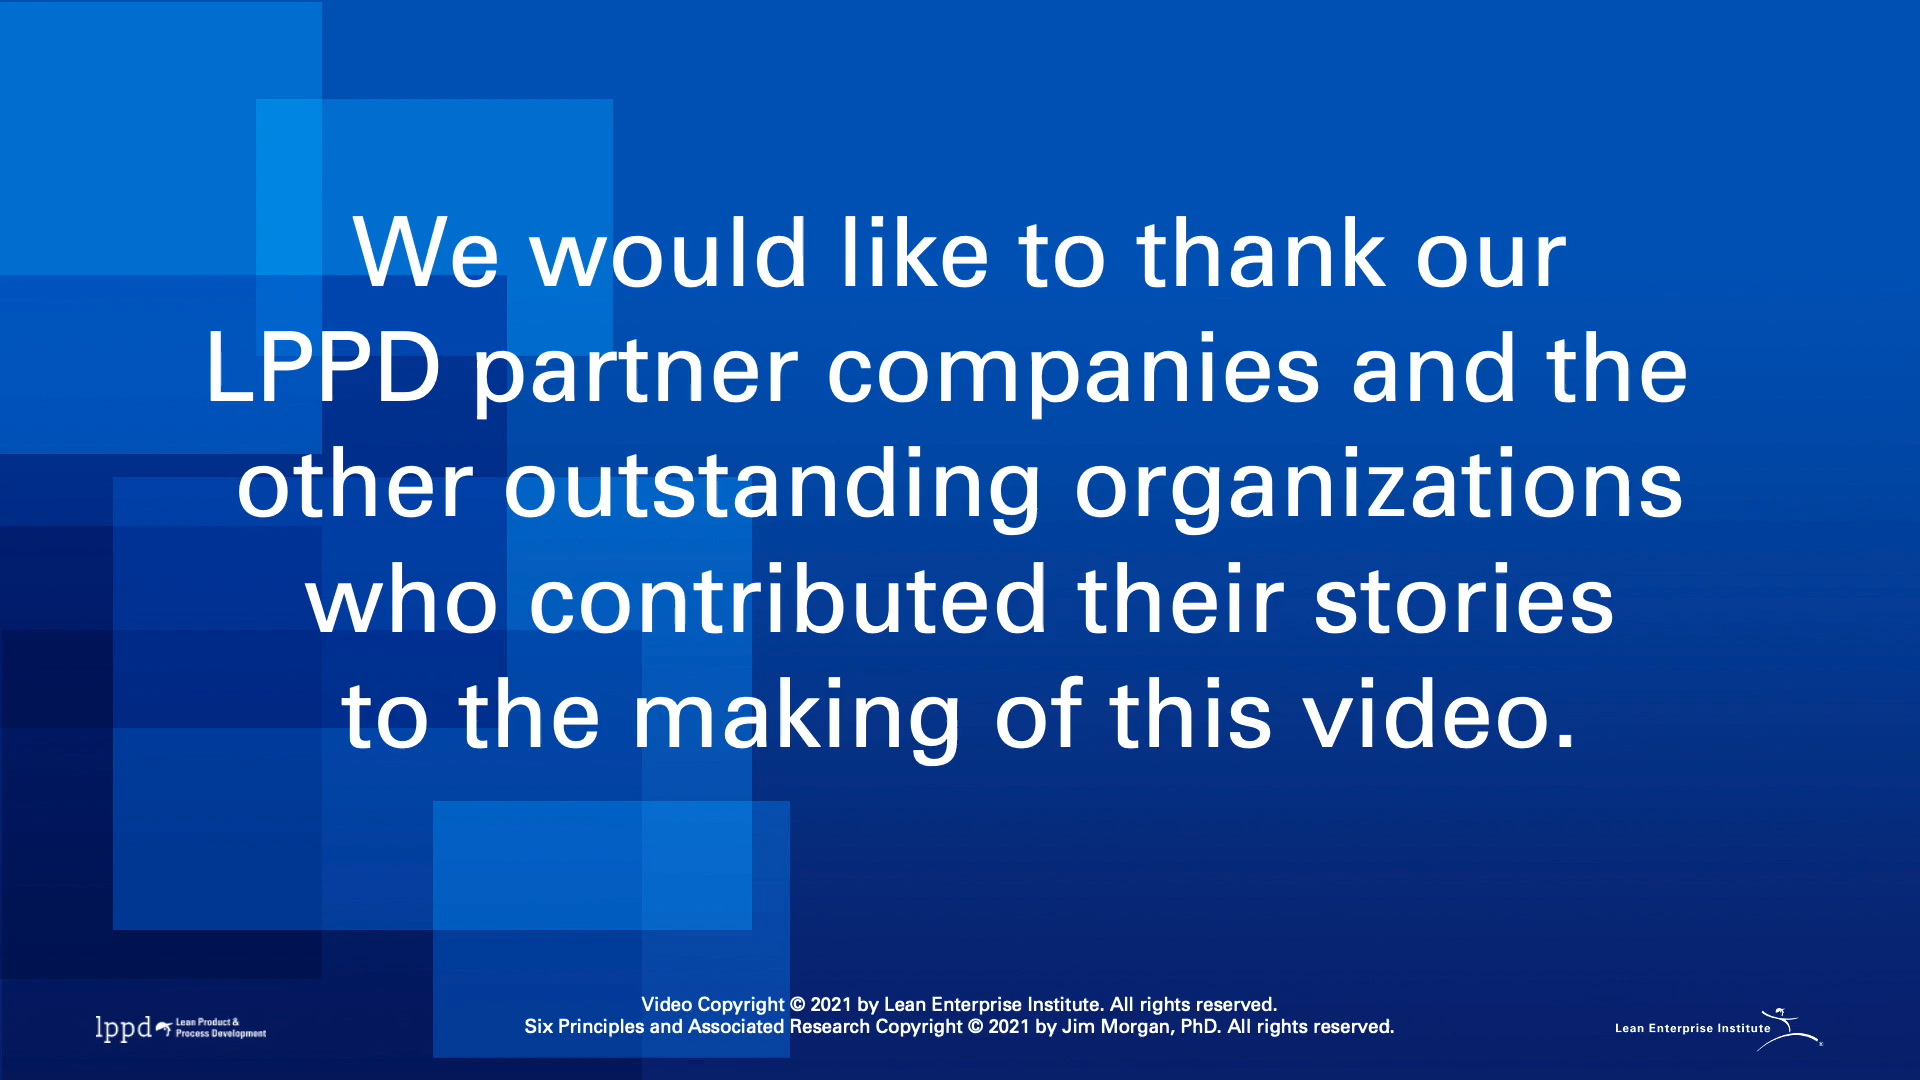 We would like to thank our
LPPD partner companies and the
other outstanding organizations
who contributed their stories
to the making of this video.
Video Copyright © 2021 by Lean Enterprise Institute. All rights reserved.
Six Principles and Associated Research Copyright © 2021 by Jim Morgan, PhD. All rights reserved.
lppd Lean Product &
Process Development
Lean Enterprise Institute ®